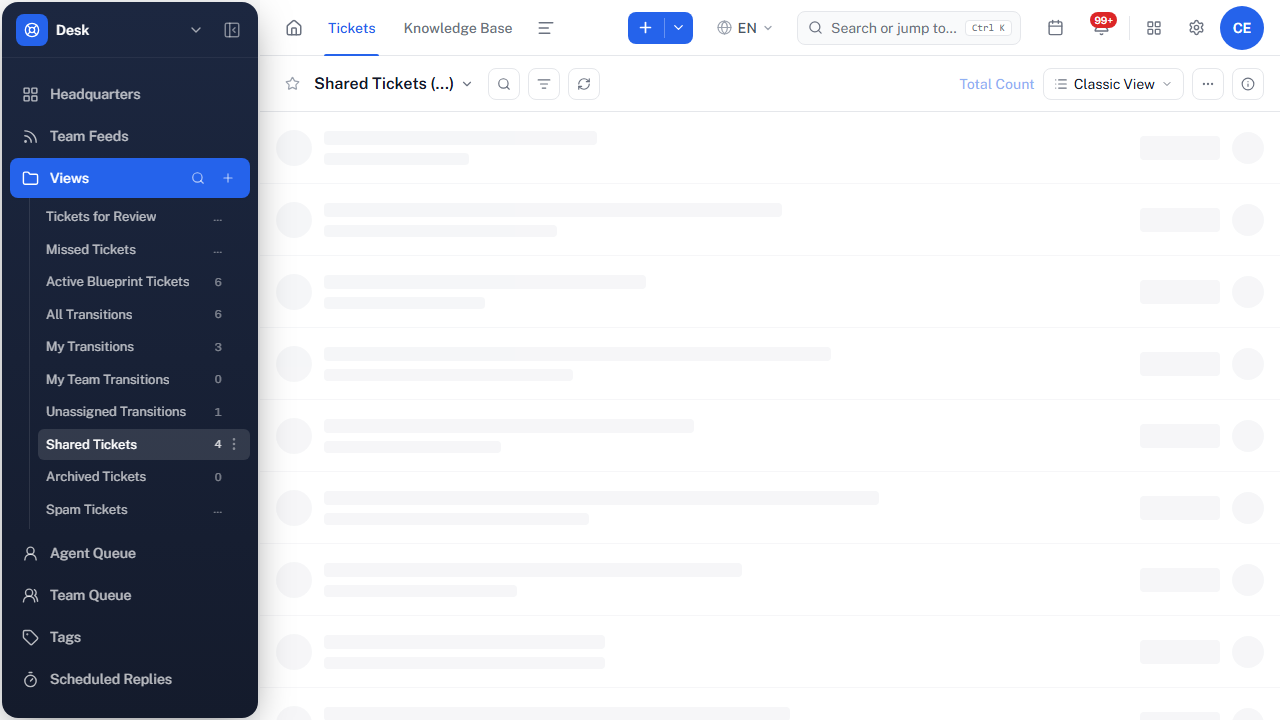 Desk
Headquarters
Team Feeds
Views
Tickets for Review ...
Missed Tickets ...
Active Blueprint Tickets 6
All Transitions 6
My Transitions 3
My Team Transitions 0
Unassigned Transitions 1
Shared Tickets 4
Archived Tickets 0
Spam Tickets ...
Agent Queue
Team Queue
Tags
Scheduled Replies
Tickets
Knowledge Base
EN
Search or jump to... Ctrl K
99+
CE
Shared Tickets (...)
Total Count
Classic View